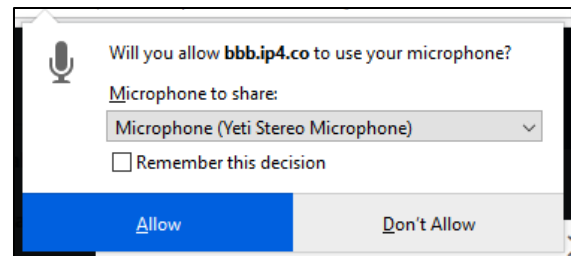 Will you allow bbb.ip4.co to use your microphone?
Microphone to share:
Microphone (Yeti Stereo Microphone)
Remember this decision
Allow
Don't Allow